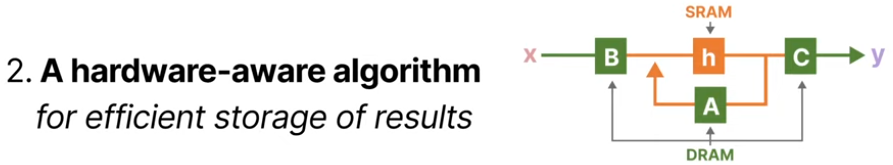 2. A hardware-aware algorithm
for efficient storage of results
SRAM
x B h C y
A
DRAM